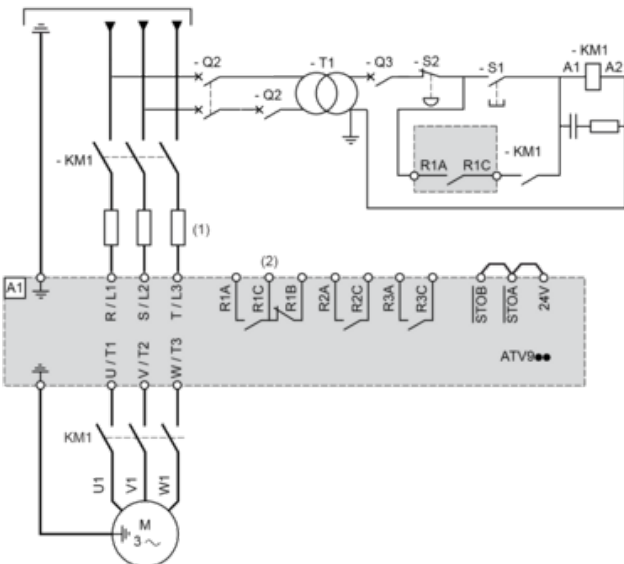 - Q2
- T1
- Q3
- S2
- S1
- KM1
A1
A2
- Q2
- KM1
R1A
R1C
- KM1
(1)
(2)
A1
R / L1
S / L2
T / L3
R1A
R1C
R1B
R2A
R2C
R3A
R3C
STOB
STOA
24V
U / T1
V / T2
W / T3
ATV9●●
KM1
U1
V1
W1
M
3 ~